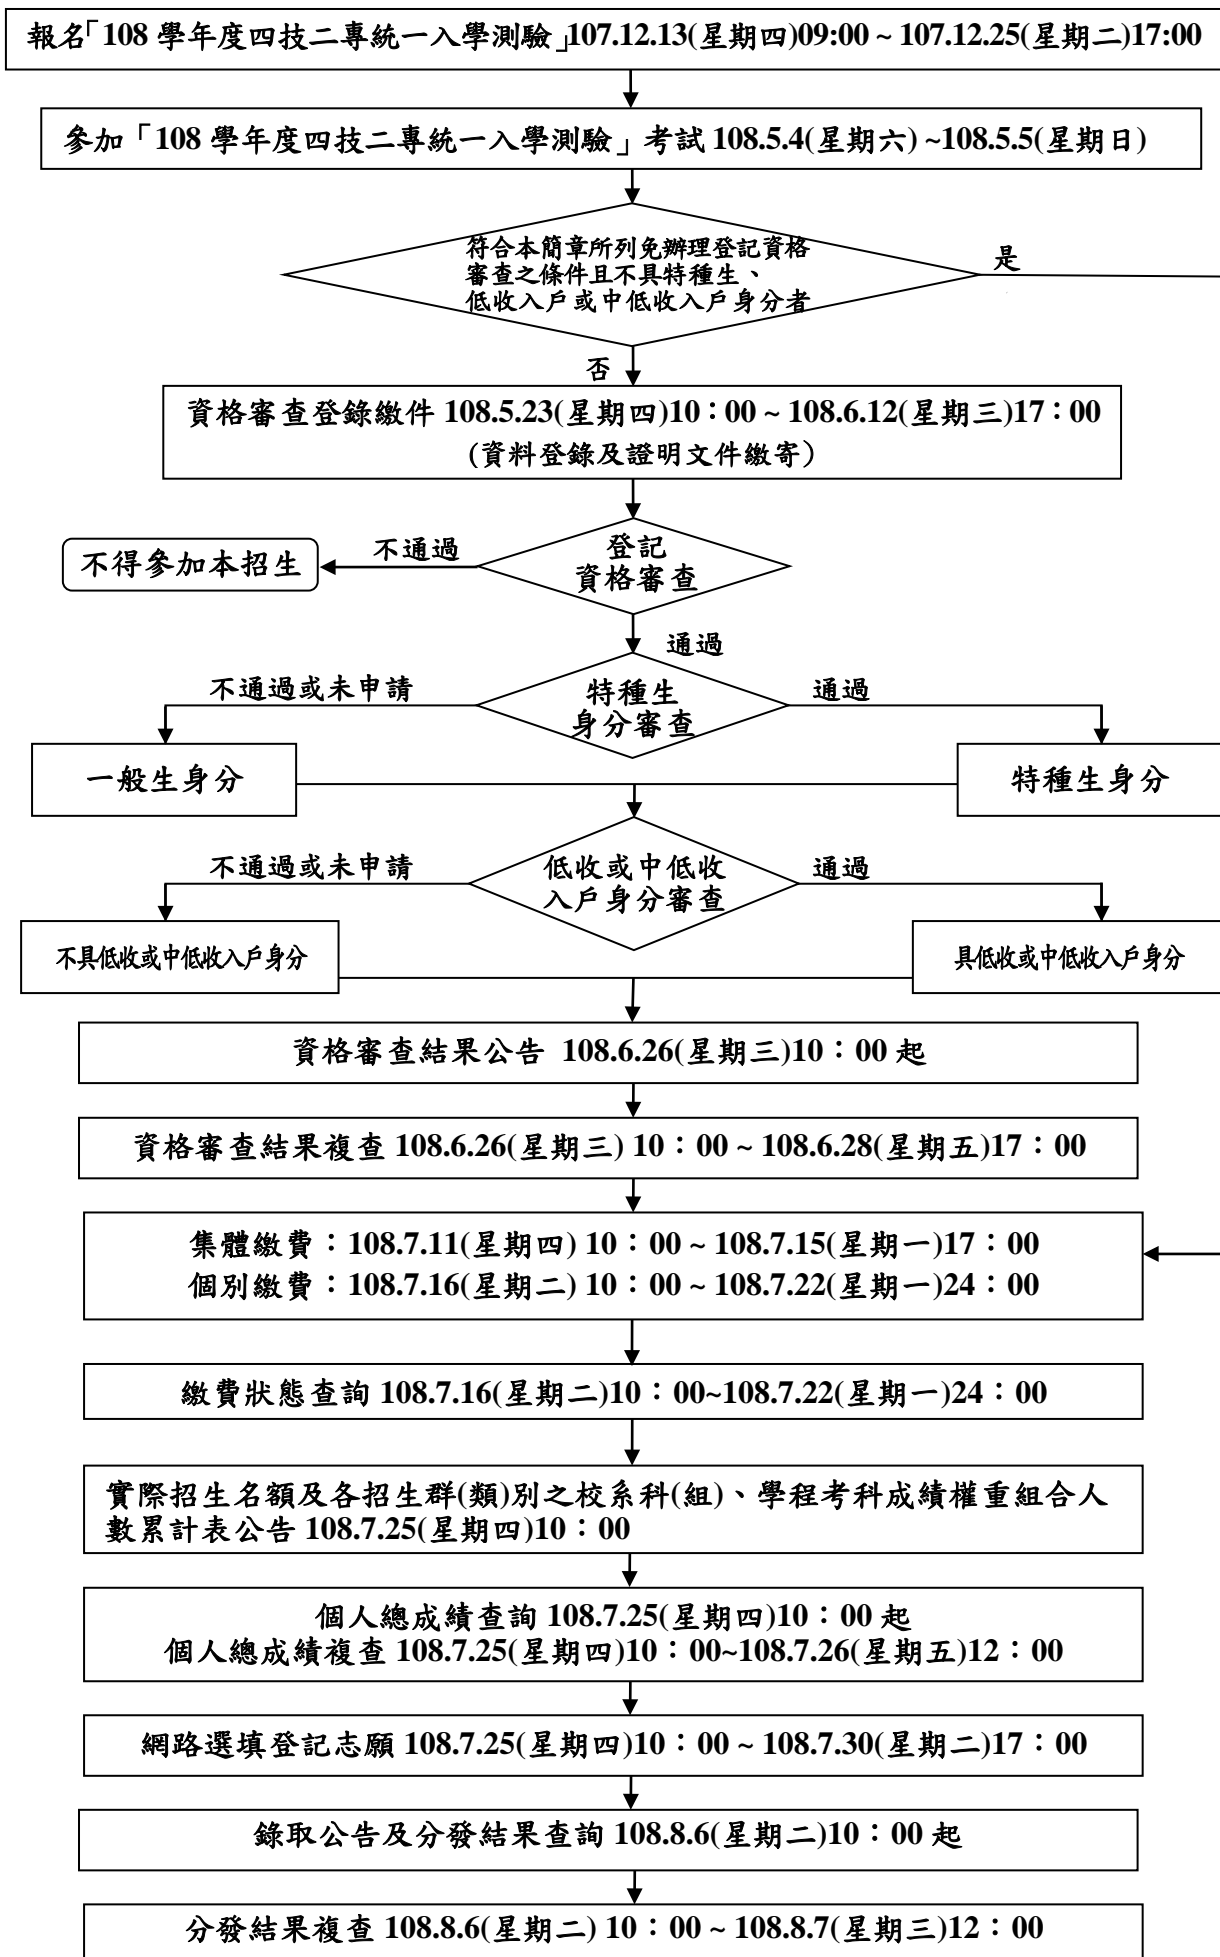 報名「108 學年度四技二專統一入學測驗」107.12.13(星期四)09:00 ~ 107.12.25(星期二)17:00
參加「108 學年度四技二專統一入學測驗」考試 108.5.4(星期六) ~108.5.5(星期日)
符合本簡章所列免辦理登記資格
審查之條件且不具特種生、
低收入戶或中低收入戶身分者
是
否
資格審查登錄繳件 108.5.23(星期四)10：00 ~ 108.6.12(星期三)17：00
(資料登錄及證明文件繳寄)
登記
資格審查
不通過
不得參加本招生
通過
特種生
身分審查
不通過或未申請
通過
一般生身分
特種生身分
低收或中低收
入戶身分審查
不通過或未申請
通過
不具低收或中低收入戶身分
具低收或中低收入戶身分
資格審查結果公告 108.6.26(星期三)10：00 起
資格審查結果複查 108.6.26(星期三) 10：00 ~ 108.6.28(星期五)17：00
集體繳費：108.7.11(星期四) 10：00 ~ 108.7.15(星期一)17：00
個別繳費：108.7.16(星期二) 10：00 ~ 108.7.22(星期一)24：00
繳費狀態查詢 108.7.16(星期二)10：00~108.7.22(星期一)24：00
實際招生名額及各招生群(類)別之校系科(組)、學程考科成績權重組合人
數累計表公告 108.7.25(星期四)10：00
個人總成績查詢 108.7.25(星期四)10：00 起
個人總成績複查 108.7.25(星期四)10：00~108.7.26(星期五)12：00
網路選填登記志願 108.7.25(星期四)10：00 ~ 108.7.30(星期二)17：00
錄取公告及分發結果查詢 108.8.6(星期二)10：00 起
分發結果複查 108.8.6(星期二) 10：00 ~ 108.8.7(星期三)12：00